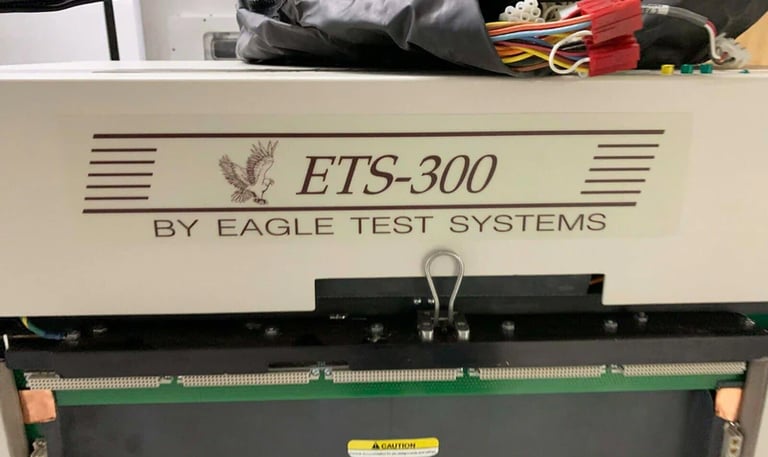 ETS-300
BY EAGLE TEST SYSTEMS
CAUTION